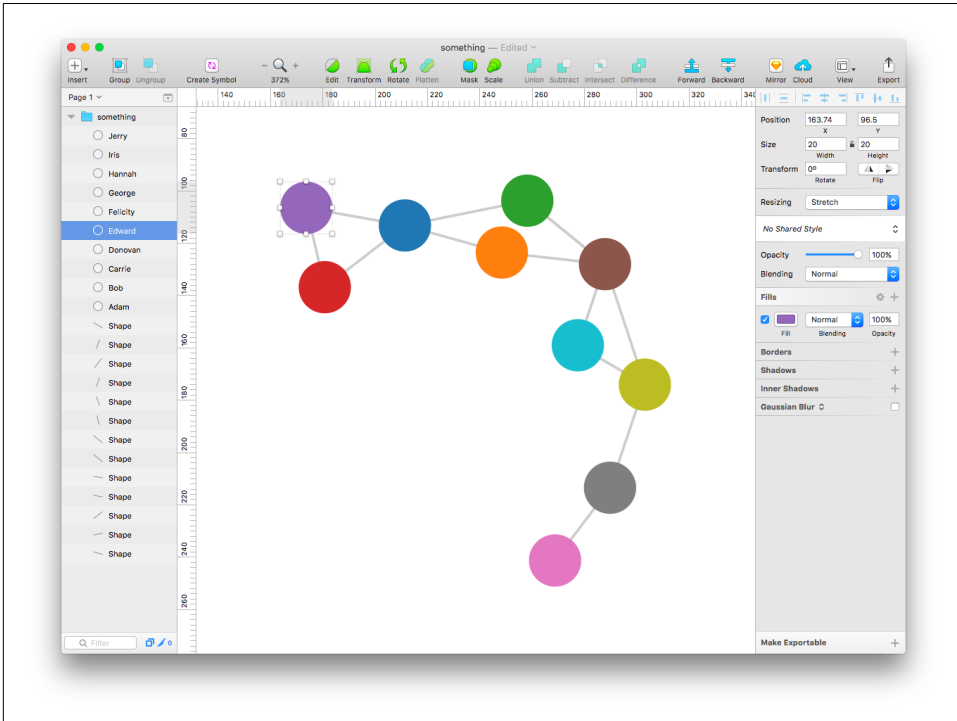 something — Edited
Insert Group Ungroup Create Symbol − 372% + Edit Transform Rotate Flatten Mask Scale Union Subtract Intersect Difference Forward Backward Mirror Cloud View Export
Page 1
140 160 180 200 220 240 260 280 300 320 340
80
100
120
140
160
180
200
220
240
260
something
Jerry
Iris
Hannah
George
Felicity
Edward
Donovan
Carrie
Bob
Adam
Shape
Shape
Shape
Shape
Shape
Shape
Shape
Shape
Shape
Shape
Shape
Shape
Shape
Filter 0
Position 163.74 96.5
X Y
Size 20 20
Width Height
Transform 0º
Rotate Flip
Resizing Stretch
No Shared Style
Opacity 100%
Blending Normal
Fills
Normal 100%
Fill Blending Opacity
Borders
Shadows
Inner Shadows
Gaussian Blur
Make Exportable